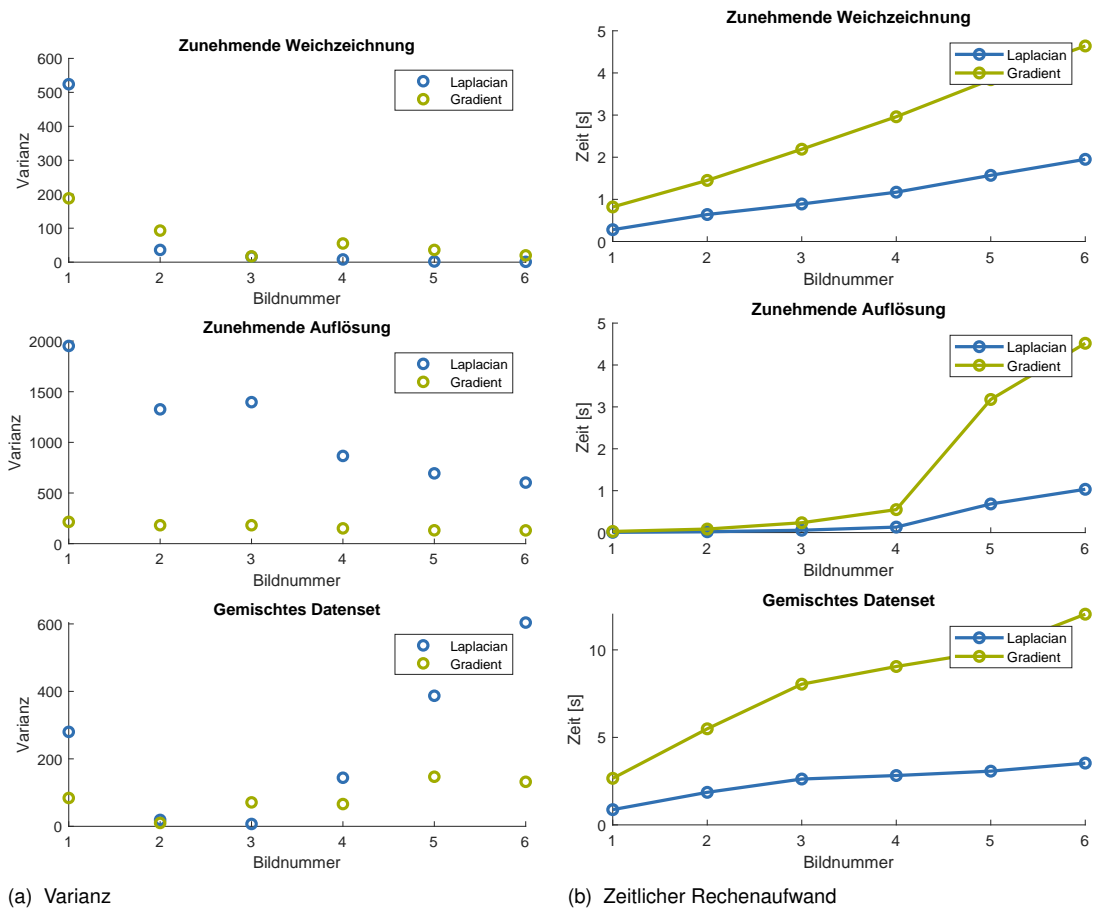 Zunehmende Weichzeichnung
600
500
400
300
200
100
0
Varianz
Laplacian
Gradient
1 2 3 4 5 6
Bildnummer
Zunehmende Auflösung
2000
1500
1000
500
0
Varianz
Laplacian
Gradient
1 2 3 4 5 6
Bildnummer
Gemischtes Datenset
600
400
200
0
Varianz
Laplacian
Gradient
1 2 3 4 5 6
Bildnummer
(a) Varianz
Zunehmende Weichzeichnung
5
4
3
2
1
0
Zeit [s]
Laplacian
Gradient
1 2 3 4 5 6
Bildnummer
Zunehmende Auflösung
5
4
3
2
1
0
Zeit [s]
Laplacian
Gradient
1 2 3 4 5 6
Bildnummer
Gemischtes Datenset
10
5
0
Zeit [s]
Laplacian
Gradient
1 2 3 4 5 6
Bildnummer
(b) Zeitlicher Rechenaufwand